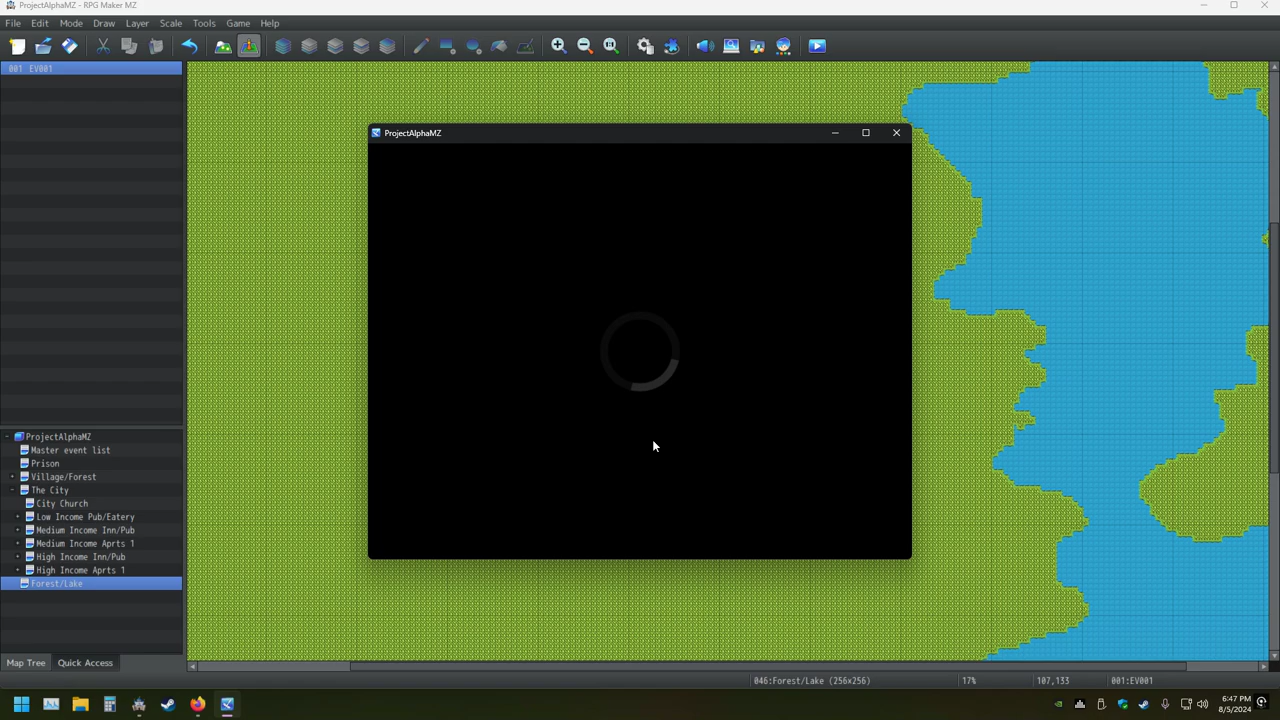 ProjectAlphaMZ - RPG Maker MZ
File Edit Mode Draw Layer Scale Tools Game Help
001 EV001
ProjectAlphaMZ
ProjectAlphaMZ
Master event list
Prison
Village/Forest
The City
City Church
Low Income Pub/Eatery
Medium Income Inn/Pub
Medium Income Aprts 1
High Income Inn/Pub
High Income Aprts 1
Forest/Lake
Map Tree Quick Access
046:Forest/Lake (256x256) 17% 107,133 001:EV001
6:47 PM
8/5/2024